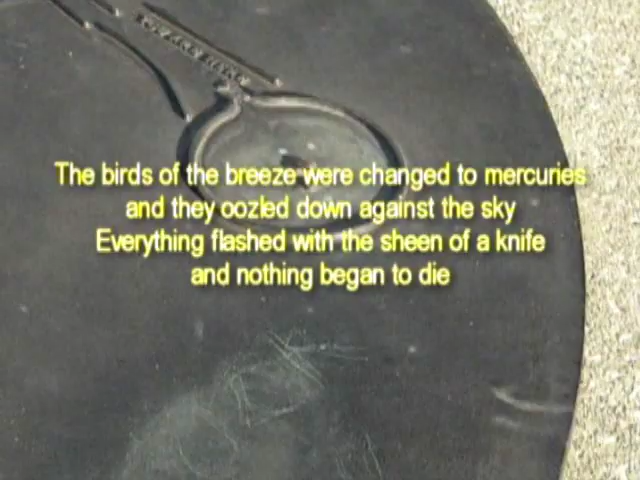 The birds of the breeze were changed to mercuries
and they oozled down against the sky
Everything flashed with the sheen of a knife
and nothing began to die